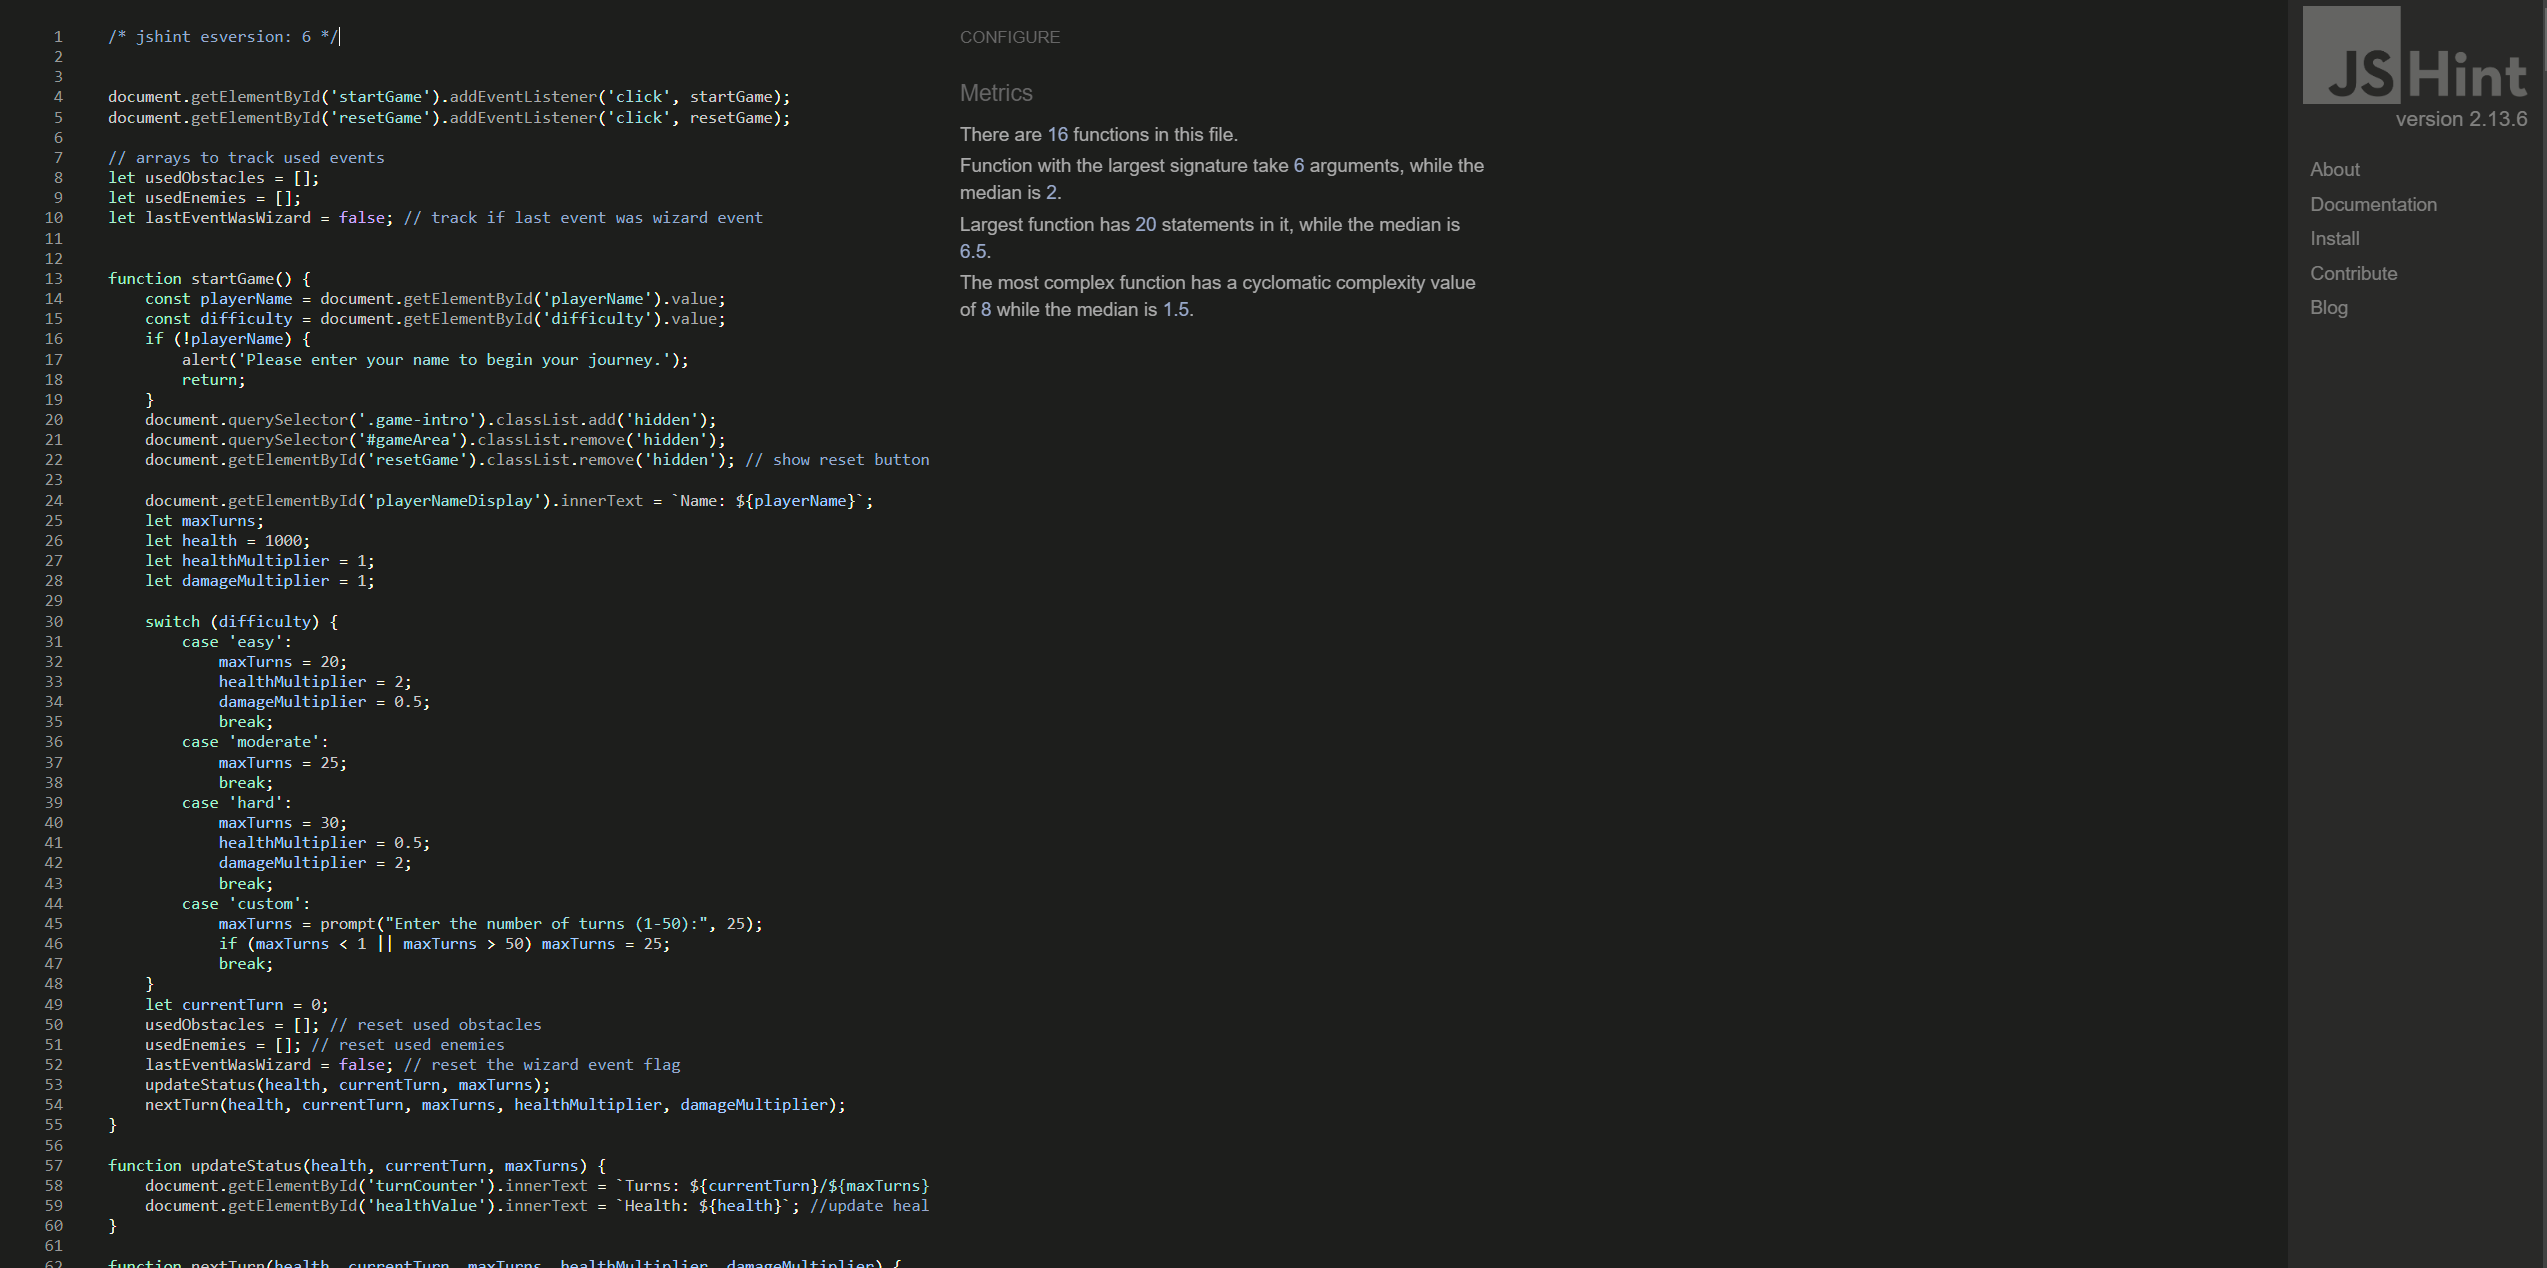 1 /* jshint esversion: 6 */
2
3
4 document.getElementById('startGame').addEventListener('click', startGame);
5 document.getElementById('resetGame').addEventListener('click', resetGame);
6
7 // arrays to track used events
8 let usedObstacles = [];
9 let usedEnemies = [];
10 let lastEventWasWizard = false; // track if last event was wizard event
11
12
13 function startGame() {
14     const playerName = document.getElementById('playerName').value;
15     const difficulty = document.getElementById('difficulty').value;
16     if (!playerName) {
17         alert('Please enter your name to begin your journey.');
18         return;
19     }
20     document.querySelector('.game-intro').classList.add('hidden');
21     document.querySelector('#gameArea').classList.remove('hidden');
22     document.getElementById('resetGame').classList.remove('hidden'); // show reset button
23
24     document.getElementById('playerNameDisplay').innerText = `Name: ${playerName}`;
25     let maxTurns;
26     let health = 1000;
27     let healthMultiplier = 1;
28     let damageMultiplier = 1;
29
30     switch (difficulty) {
31         case 'easy':
32             maxTurns = 20;
33             healthMultiplier = 2;
34             damageMultiplier = 0.5;
35             break;
36         case 'moderate':
37             maxTurns = 25;
38             break;
39         case 'hard':
40             maxTurns = 30;
41             healthMultiplier = 0.5;
42             damageMultiplier = 2;
43             break;
44         case 'custom':
45             maxTurns = prompt("Enter the number of turns (1-50):", 25);
46             if (maxTurns < 1 || maxTurns > 50) maxTurns = 25;
47             break;
48     }
49     let currentTurn = 0;
50     usedObstacles = []; // reset used obstacles
51     usedEnemies = []; // reset used enemies
52     lastEventWasWizard = false; // reset the wizard event flag
53     updateStatus(health, currentTurn, maxTurns);
54     nextTurn(health, currentTurn, maxTurns, healthMultiplier, damageMultiplier);
55 }
56
57 function updateStatus(health, currentTurn, maxTurns) {
58     document.getElementById('turnCounter').innerText = `Turns: ${currentTurn}/${maxTurns}
59     document.getElementById('healthValue').innerText = `Health: ${health}`; //update heal
60 }
61
62 function nextTurn(health, currentTurn, maxTurns, healthMultiplier, damageMultiplier) {
CONFIGURE
Metrics
There are 16 functions in this file.
Function with the largest signature take 6 arguments, while the
median is 2.
Largest function has 20 statements in it, while the median is
6.5.
The most complex function has a cyclomatic complexity value
of 8 while the median is 1.5.
JSHint
version 2.13.6
About
Documentation
Install
Contribute
Blog